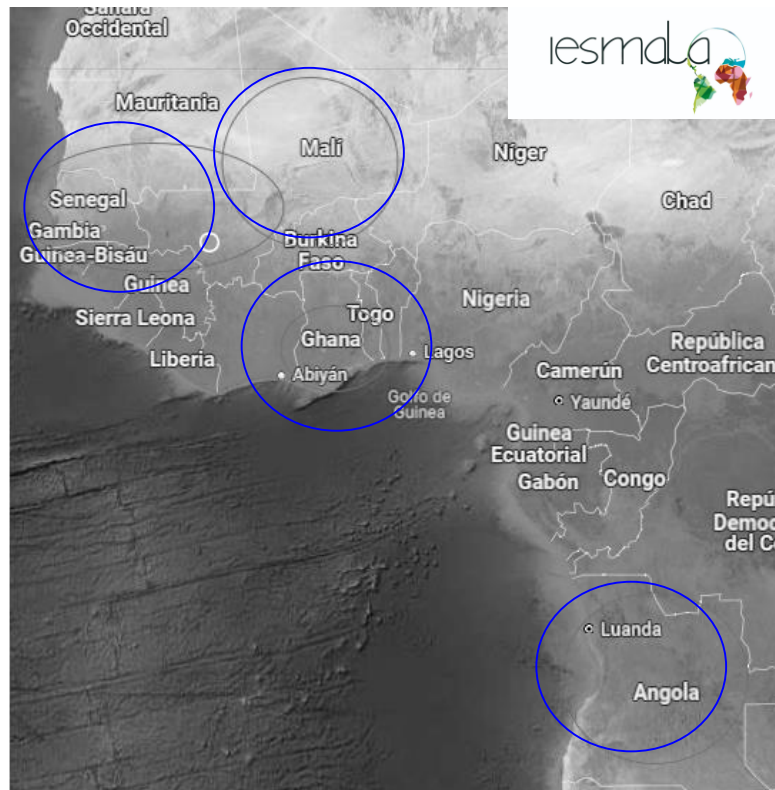 Sáhara
Occidental
iesmala
Mauritania
Malí
Níger
Senegal
Chad
Gambia
Guinea-Bisáu
Burkina
Faso
Guinea
Togo
Nigeria
Sierra Leona
Ghana
República
Centroafrican
Liberia
Lagos
Abiyán
Camerún
Golfo de
Guinea
Yaundé
Guinea
Ecuatorial
Gabón
Congo
Repú
Democ
del C
Luanda
Angola